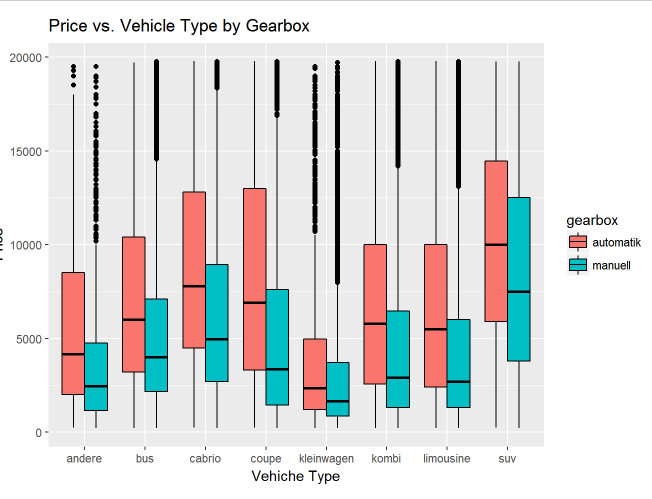 Price vs. Vehicle Type by Gearbox
20000
15000
10000
5000
0
andere bus cabrio coupe kleinwagen kombi limousine suv
Vehiche Type
gearbox
automatik
manuell